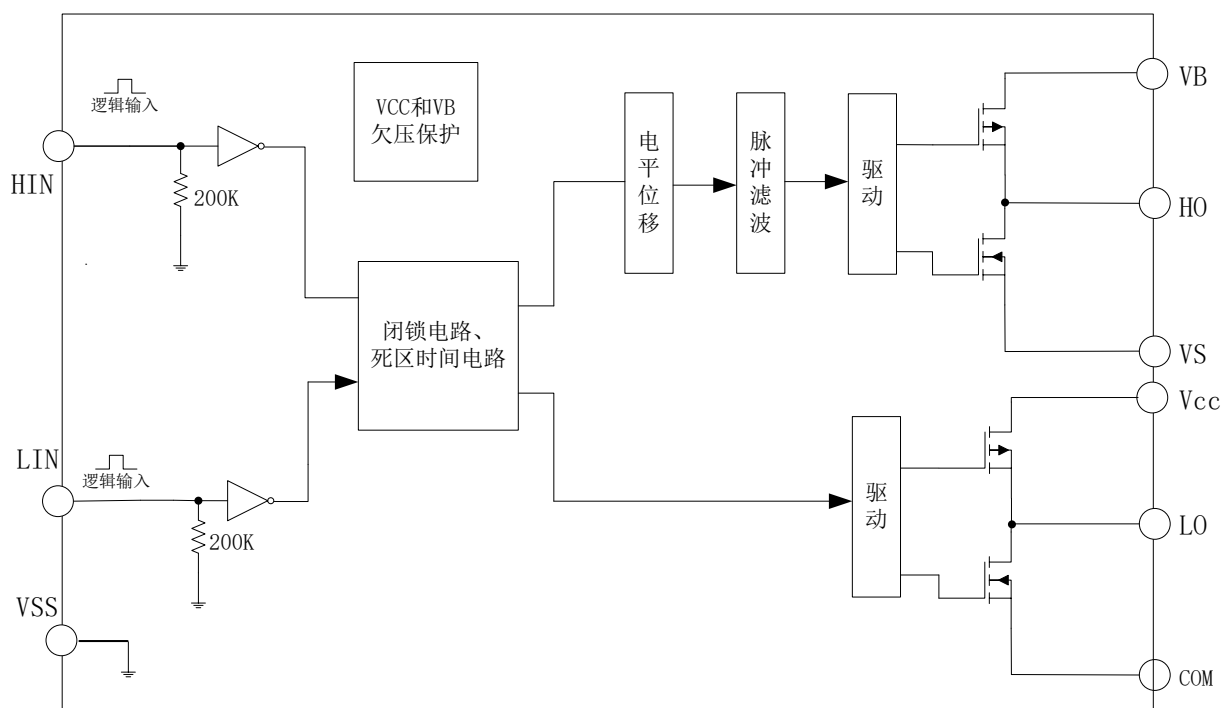 VB
逻辑输入
VCC和VB
欠压保护
电平位移
脉冲滤波
驱动
HIN
200K
HO
闭锁电路、
死区时间电路
VS
Vcc
LIN
逻辑输入
驱动
200K
LO
VSS
COM